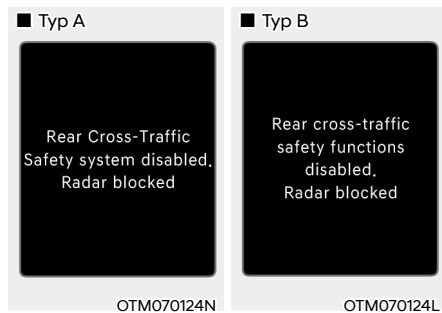 ■ Typ A
Rear Cross-Traffic
Safety system disabled.
Radar blocked
OTM070124N
■ Typ B
Rear cross-traffic
safety functions
disabled.
Radar blocked
OTM070124L